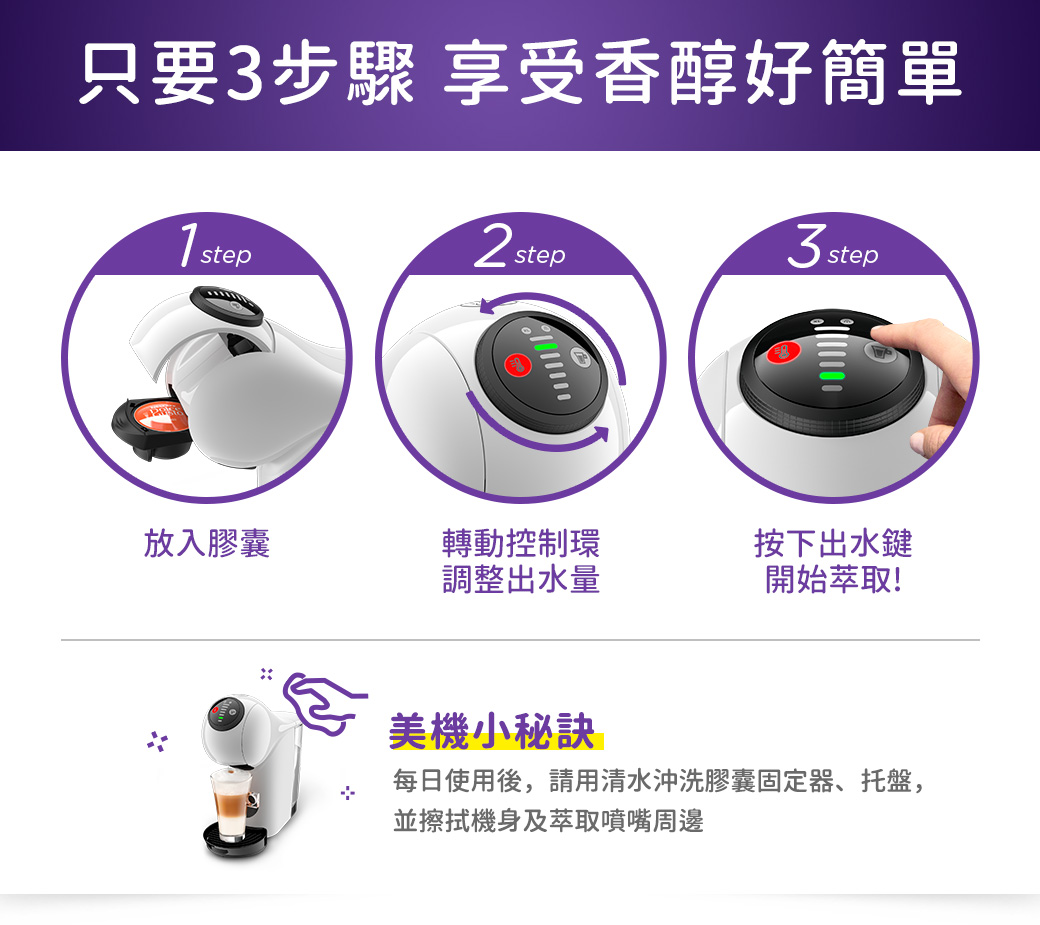 只要3步驟 享受香醇好簡單
1 step
2 step
3 step
放入膠囊
轉動控制環
調整出水量
按下出水鍵
開始萃取!
美機小秘訣
每日使用後，請用清水沖洗膠囊固定器、托盤，
並擦拭機身及萃取噴嘴周邊